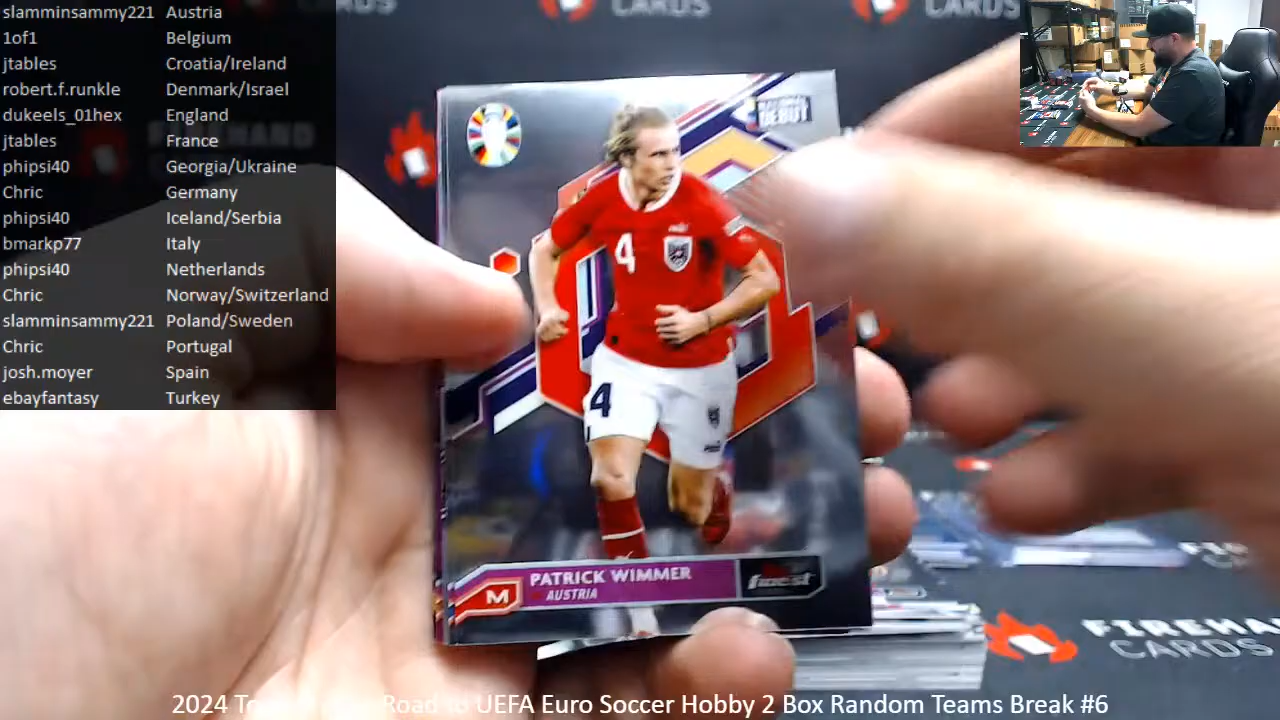 slamminsammy221 Austria
1of1 Belgium
jtables Croatia/Ireland
robert.f.runkle Denmark/Israel
dukeels_01hex England
jtables France
phipsi40 Georgia/Ukraine
Chric Germany
phipsi40 Iceland/Serbia
bmarkp77 Italy
phipsi40 Netherlands
Chric Norway/Switzerland
slamminsammy221 Poland/Sweden
Chric Portugal
josh.moyer Spain
ebayfantasy Turkey
CARDS
CARDS
CARDS
DEBUT
4
4
PATRICK WIMMER
M
AUSTRIA
finest
CARDS
2024 Road to UEFA Euro Soccer Hobby 2 Box Random Teams Break #6